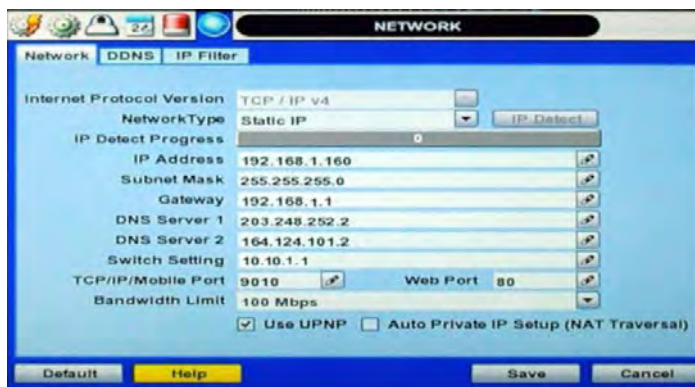 NETWORK
Network DDNS IP Filter
Internet Protocol Version TCP / IP v4
NetworkType Static IP IP Detect
IP Detect Progress 0
IP Address 192.168.1.160
Subnet Mask 255.255.255.0
Gateway 192.168.1.1
DNS Server 1 203.248.252.2
DNS Server 2 164.124.101.2
Switch Setting 10.10.1.1
TCP/IP/Mobile Port 9010 Web Port 80
Bandwidth Limit 100 Mbps
Use UPNP Auto Private IP Setup (NAT Traversal)
Default Help Save Cancel